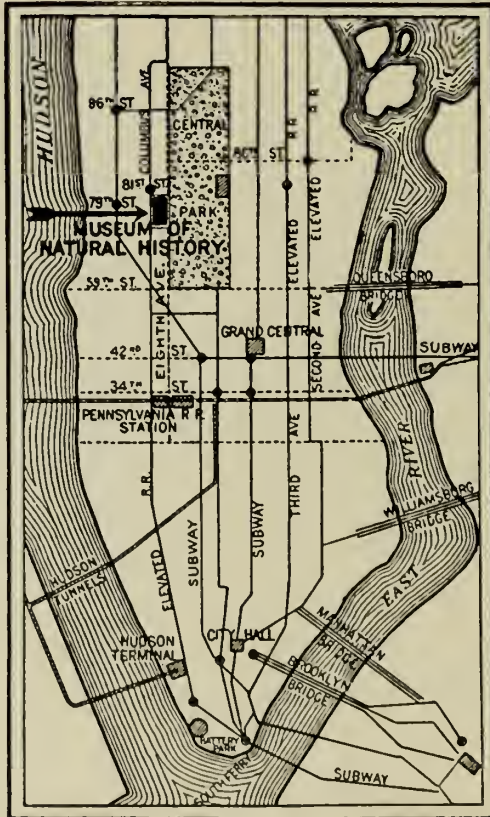 HUDSON
86TH ST.
COLUMBUS AVE
CENTRAL
PARK
81ST ST.
79TH ST.
MUSEUM OF
NATURAL HISTORY
59TH ST.
EIGHTH AVE.
42ND ST.
34TH ST.
GRAND CENTRAL
PENNSYLVANIA R.R.
STATION
R.R.
ELEVATED
R.R.
ELEVATED
SECOND AVE
THIRD AVE
QUEENSBORO
BRIDGE
SUBWAY
RIVER
EAST
WILLIAMSBURG
BRIDGE
MANHATTAN
BRIDGE
BROOKLYN
BRIDGE
HUDSON
TUNNELS
R.R.
ELEVATED
SUBWAY
SUBWAY
CITY HALL
HUDSON
TERMINAL
BATTERY
PARK
SOUTH FERRY
SUBWAY